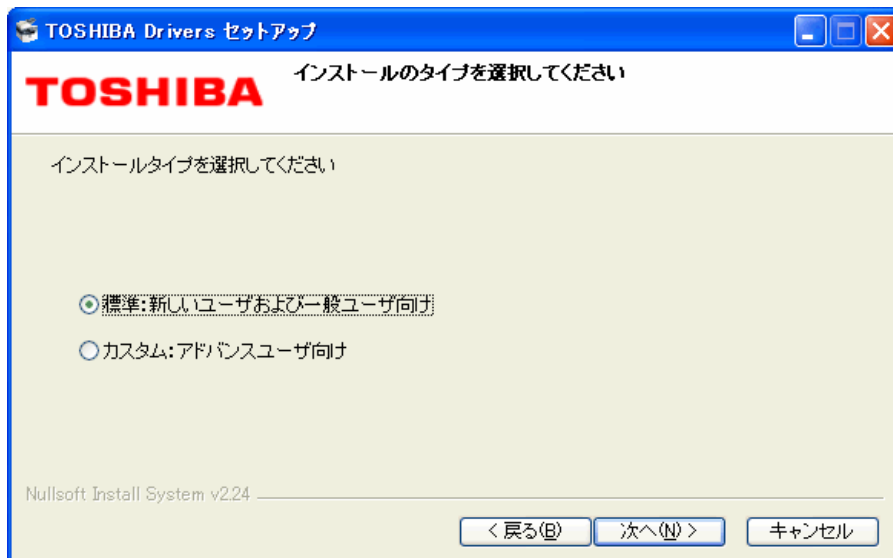 TOSHIBA Drivers セットアップ
TOSHIBA
インストールのタイプを選択してください
インストールタイプを選択してください
標準:新しいユーザおよび一般ユーザ向け
カスタム:アドバンスユーザ向け
Nullsoft Install System v2.24
< 戻る(B)
次へ(N) >
キャンセル